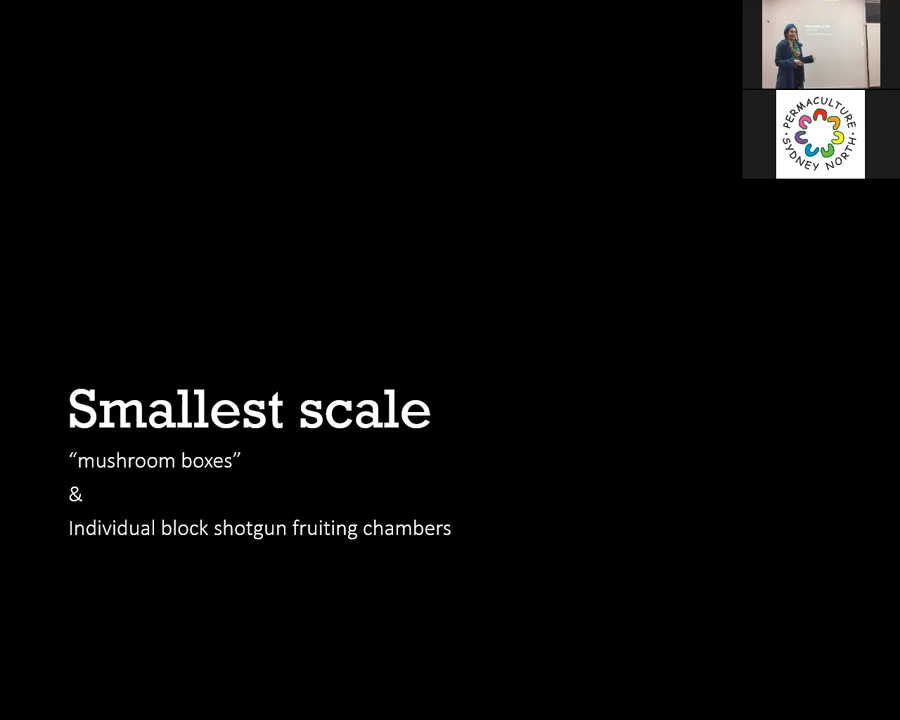 Smallest scale
“mushroom boxes”
&
Individual block shotgun fruiting chambers
PERMACULTURE
SYDNEY NORTH